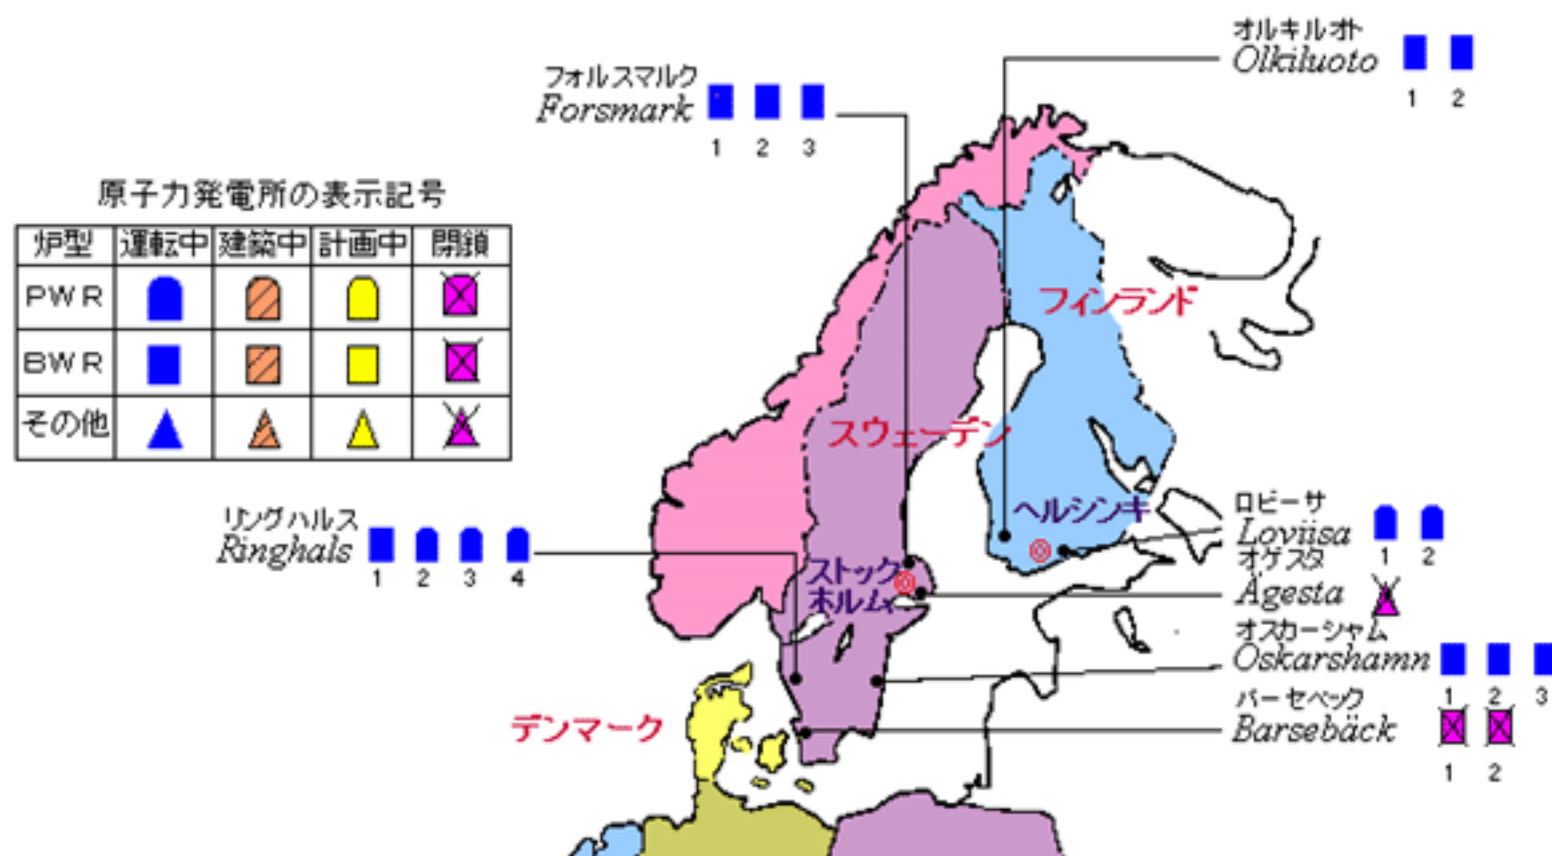 オルキルオト
Olkiluoto
1 2
フォルスマルク
Forsmark
1 2 3
原子力発電所の表示記号
炉型 運転中 建築中 計画中 閉鎖
PWR
BWR
その他
フィンランド
スウェーデン
ヘルシンキ
ロビーサ
Loviisa
1 2
リングハルス
Ringhals
1 2 3 4
ストック
ホルム
オゲスタ
Ågesta
オスカーシャム
Oskarshamn
1 2 3
デンマーク
バーセベック
Barsebäck
1 2